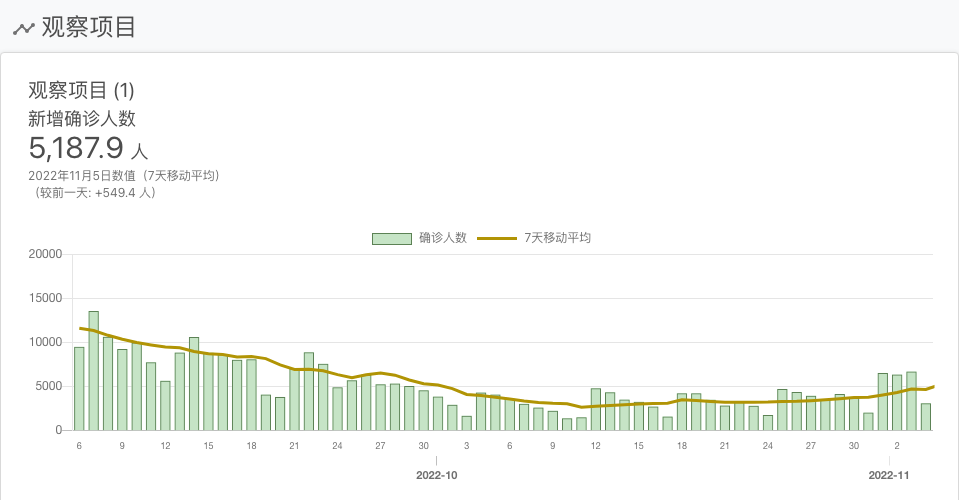 观察项目
观察项目 (1)
新增确诊人数
5,187.9 人
2022年11月5日数值（7天移动平均）
（较前一天: +549.4 人）
确诊人数 7天移动平均
20000
15000
10000
5000
0
6 9 12 15 18 21 24 27 30 3 6 9 12 15 18 21 24 27 30 2
2022-10 2022-11